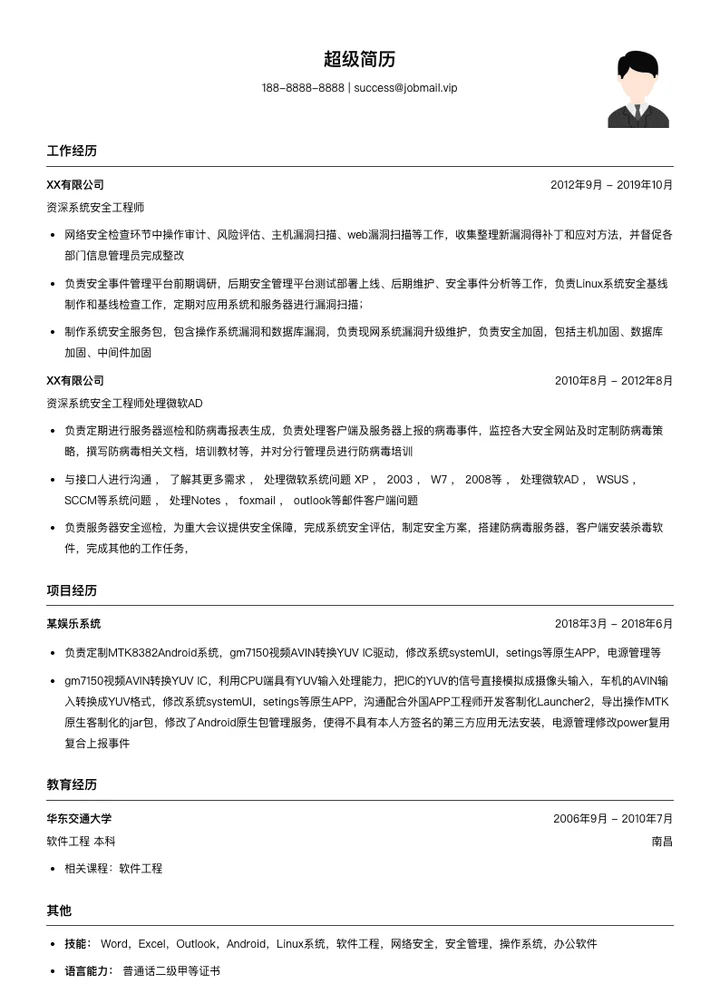 超级简历
188-8888-8888 | success@jobmail.vip
工作经历
XX有限公司 2012年9月 – 2019年10月
资深系统安全工程师
• 网络安全检查环节中操作审计、风险评估、主机漏洞扫描、web漏洞扫描等工作，收集整理新漏洞得补丁和应对方法，并督促各
部门信息管理员完成整改
• 负责安全事件管理平台前期调研，后期安全管理平台测试部署上线、后期维护、安全事件分析等工作，负责Linux系统安全基线
制作和基线检查工作，定期对应用系统和服务器进行漏洞扫描；
• 制作系统安全服务包，包含操作系统漏洞和数据库漏洞，负责现网系统漏洞升级维护，负责安全加固，包括主机加固、数据库
加固、中间件加固
XX有限公司 2010年8月 – 2012年8月
资深系统安全工程师处理微软AD
• 负责定期进行服务器巡检和防病毒报表生成，负责处理客户端及服务器上报的病毒事件，监控各大安全网站及时定制防病毒策
略，撰写防病毒相关文档，培训教材等，并对分行管理员进行防病毒培训
• 与接口人进行沟通 ， 了解其更多需求 ， 处理微软系统问题 XP ， 2003 ， W7 ， 2008等 ， 处理微软AD ， WSUS ，
SCCM等系统问题 ， 处理Notes ， foxmail ， outlook等邮件客户端问题
• 负责服务器安全巡检，为重大会议提供安全保障，完成系统安全评估，制定安全方案，搭建防病毒服务器，客户端安装杀毒软
件，完成其他的工作任务，
项目经历
某娱乐系统 2018年3月 – 2018年6月
• 负责定制MTK8382Android系统，gm7150视频AVIN转换YUV IC驱动，修改系统systemUI，setings等原生APP，电源管理等
• gm7150视频AVIN转换YUV IC，利用CPU端具有YUV输入处理能力，把IC的YUV的信号直接模拟成摄像头输入，车机的AVIN输
入转换成YUV格式，修改系统systemUI，setings等原生APP，沟通配合外国APP工程师开发客制化Launcher2，导出操作MTK
原生客制化的jar包，修改了Android原生包管理服务，使得不具有本人方签名的第三方应用无法安装，电源管理修改power复用
复合上报事件
教育经历
华东交通大学 2006年9月 – 2010年7月
软件工程 本科 南昌
• 相关课程：软件工程
其他
• 技能： Word，Excel，Outlook，Android，Linux系统，软件工程，网络安全，安全管理，操作系统，办公软件
• 语言能力： 普通话二级甲等证书